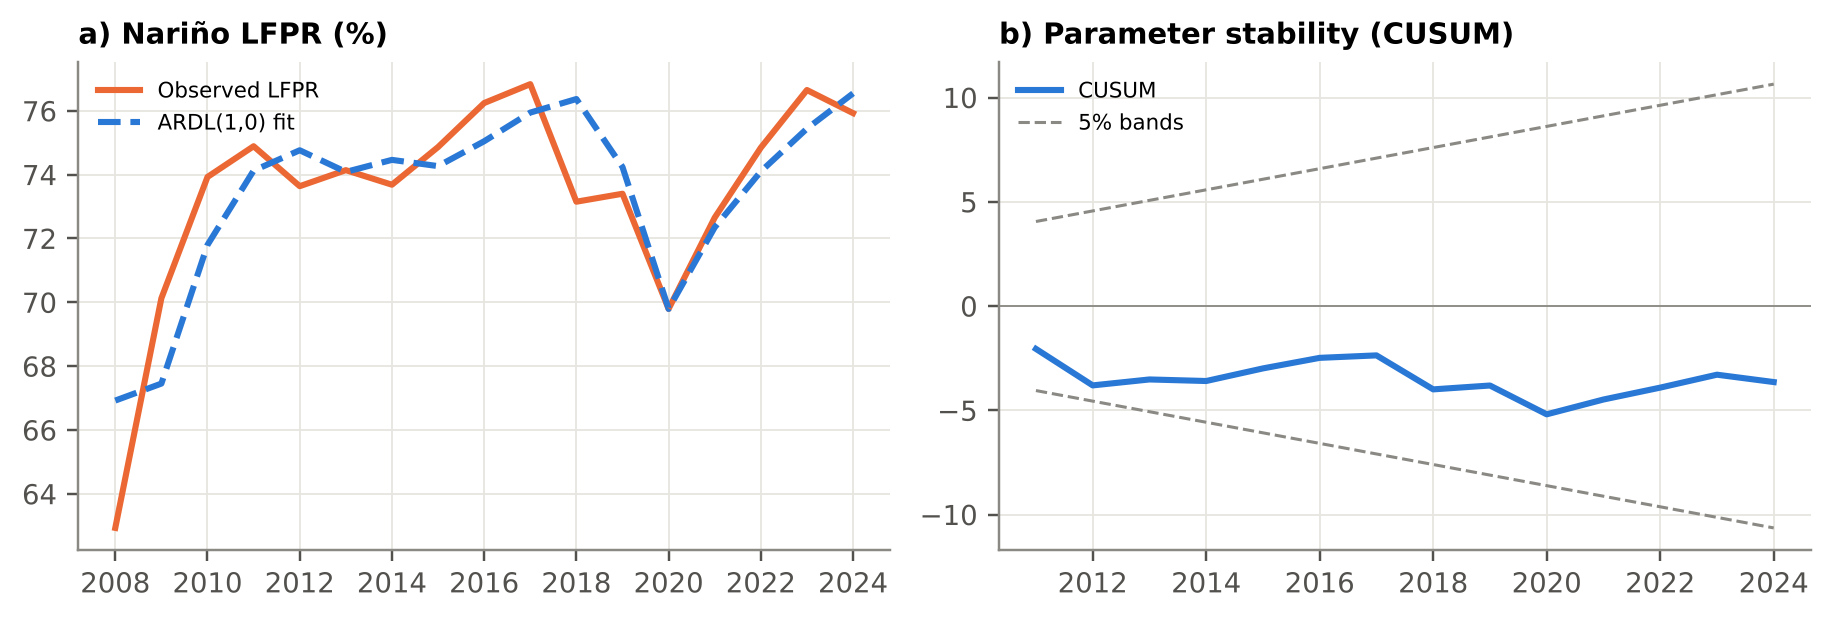 a) Nariño LFPR (%)
Observed LFPR
ARDL(1,0) fit
76
74
72
70
68
66
64
2008 2010 2012 2014 2016 2018 2020 2022 2024
b) Parameter stability (CUSUM)
CUSUM
5% bands
10
5
0
−5
−10
2012 2014 2016 2018 2020 2022 2024